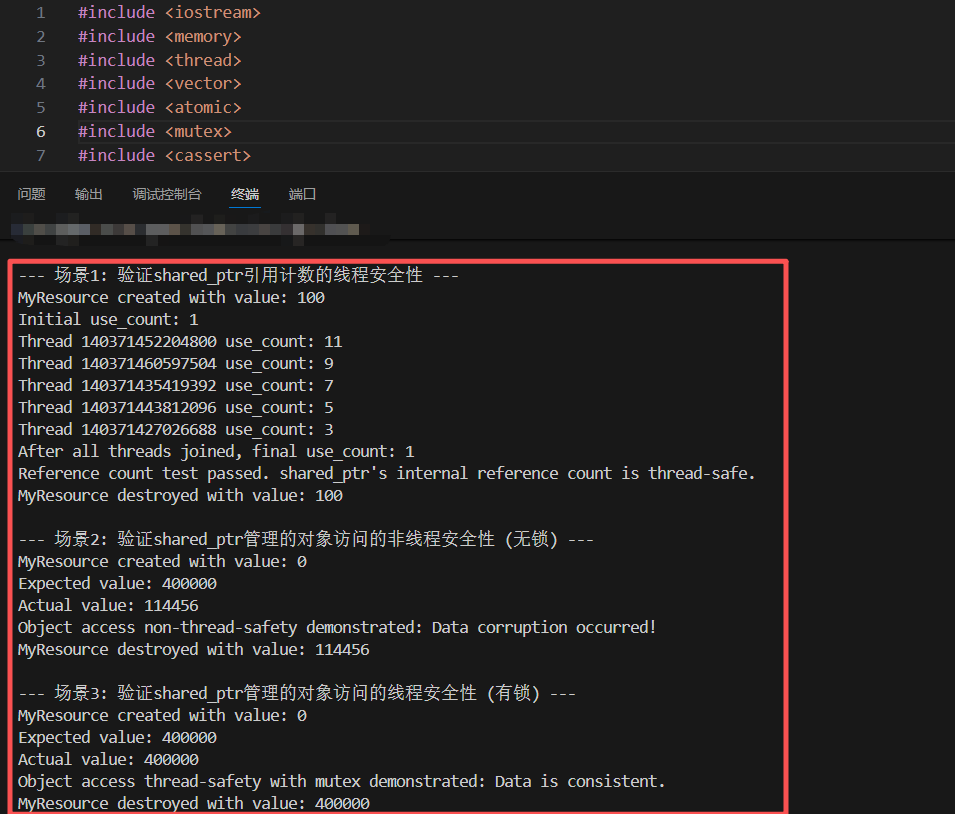 1 #include <iostream>
2 #include <memory>
3 #include <thread>
4 #include <vector>
5 #include <atomic>
6 #include <mutex>
7 #include <cassert>
问题 输出 调试控制台 终端 端口
--- 场景1: 验证shared_ptr引用计数的线程安全性 ---
MyResource created with value: 100
Initial use_count: 1
Thread 140371452204800 use_count: 11
Thread 140371460597504 use_count: 9
Thread 140371435419392 use_count: 7
Thread 140371443812096 use_count: 5
Thread 140371427026688 use_count: 3
After all threads joined, final use_count: 1
Reference count test passed. shared_ptr's internal reference count is thread-safe.
MyResource destroyed with value: 100
--- 场景2: 验证shared_ptr管理的对象访问的非线程安全性 (无锁) ---
MyResource created with value: 0
Expected value: 400000
Actual value: 114456
Object access non-thread-safety demonstrated: Data corruption occurred!
MyResource destroyed with value: 114456
--- 场景3: 验证shared_ptr管理的对象访问的线程安全性 (有锁) ---
MyResource created with value: 0
Expected value: 400000
Actual value: 400000
Object access thread-safety with mutex demonstrated: Data is consistent.
MyResource destroyed with value: 400000